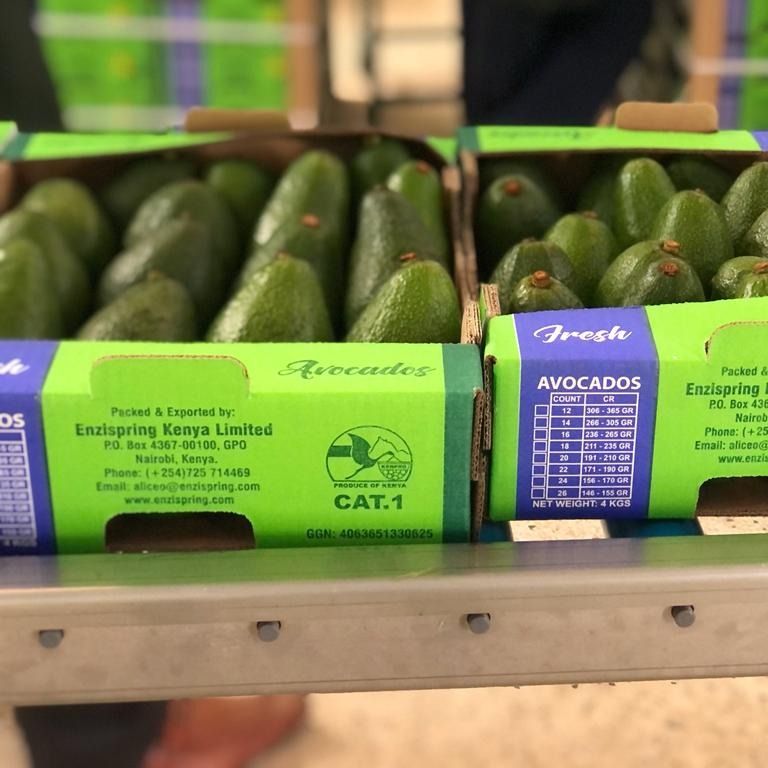 sh
Avocados
Packed & Exported by:
Enzispring Kenya Limited
P.O. Box 4367-00100, GPO
Nairobi, Kenya.
Phone: (+254)725 714469
Email: aliceo@enzispring.com
www.enzispring.com
KENPRO
PRODUCE OF KENYA
CAT.1
GGN: 4063651330625
DOS
Fresh
AVOCADOS
COUNT CR
12 306 - 365 GR
14 266 - 305 GR
16 236 - 265 GR
18 211 - 235 GR
20 191 - 210 GR
22 171 - 190 GR
24 156 - 170 GR
26 146 - 155 GR
NET WEIGHT: 4 KGS
Packed &
Enzispring
P.O. Box 436
Nairob
Phone: (+25
Email: aliceo@
www.enzis